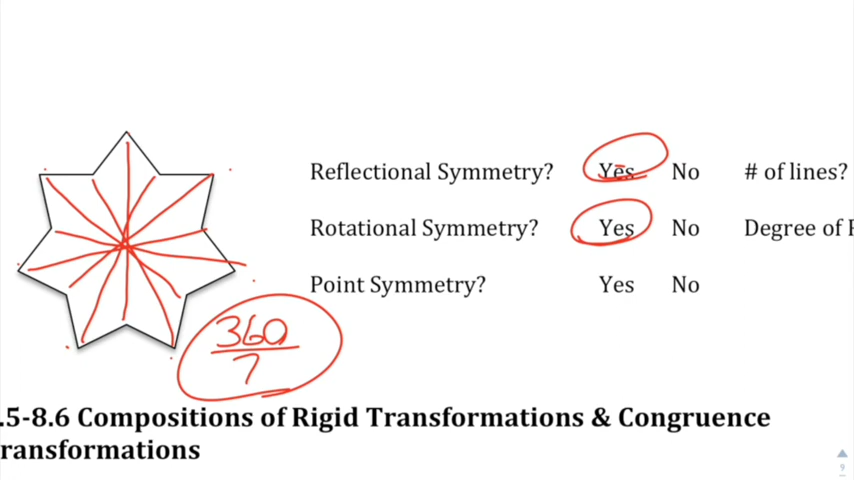 Reflectional Symmetry? Yes No # of lines?
Rotational Symmetry? Yes No Degree of
Point Symmetry? Yes No
360
7
.5-8.6 Compositions of Rigid Transformations & Congruence
ransformations
9